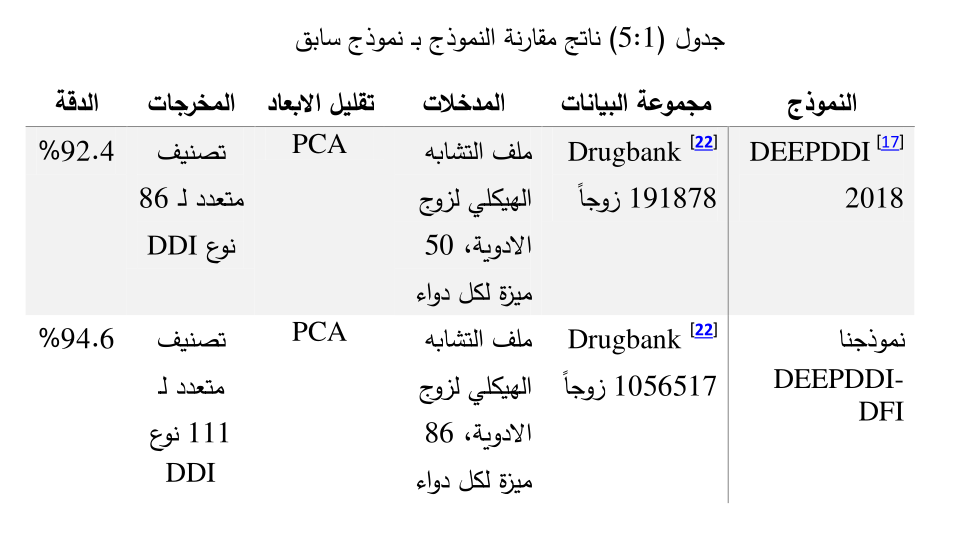 جدول (5:1) ناتج مقارنة النموذج بـ نموذج سابق
النموذج مجموعة البيانات المدخلات تقليل الابعاد المخرجات الدقة
DEEPDDI [17] Drugbank [22] ملف التشابه PCA تصنيف %92.4
2018 191878 زوجاً الهيكلي لزوج متعدد لـ 86
الادوية، 50 نوع DDI
ميزة لكل دواء
نموذجنا Drugbank [22] ملف التشابه PCA تصنيف %94.6
DEEPDDI- 1056517 زوجاً الهيكلي لزوج متعدد لـ
DFI الادوية، 86 111 نوع
ميزة لكل دواء DDI